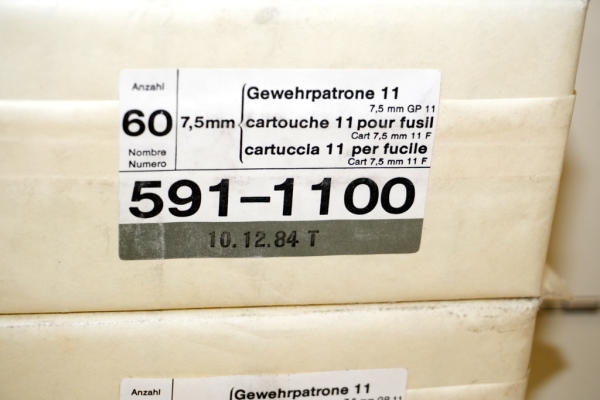 Anzahl
60
Nombre
Numero
7,5mm
Gewehrpatrone 11
7,5 mm GP 11
cartouche 11 pour fusil
Cart 7,5 mm 11 F
cartuccia 11 per fucile
Cart 7,5 mm 11 F
591-1100
10.12.84 T
Anzahl
Gewehrpatrone 11